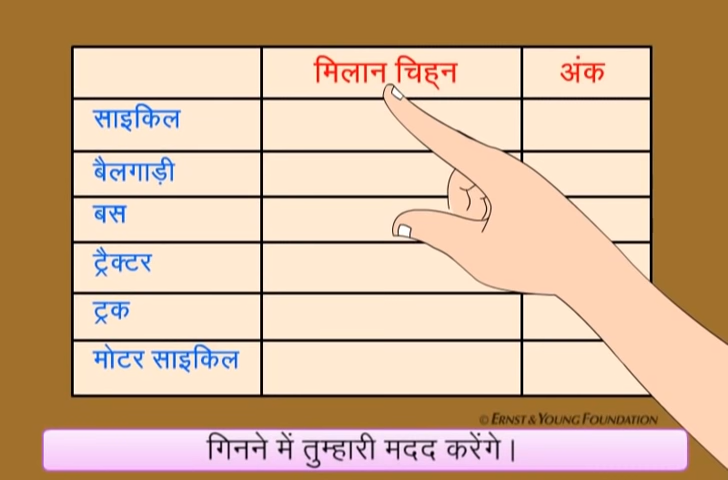 मिलान चिह्न अंक
साइकिल
बैलगाड़ी
बस
ट्रैक्टर
ट्रक
मोटर साइकिल
© ERNST & YOUNG FOUNDATION
गिनने में तुम्हारी मदद करेंगे।